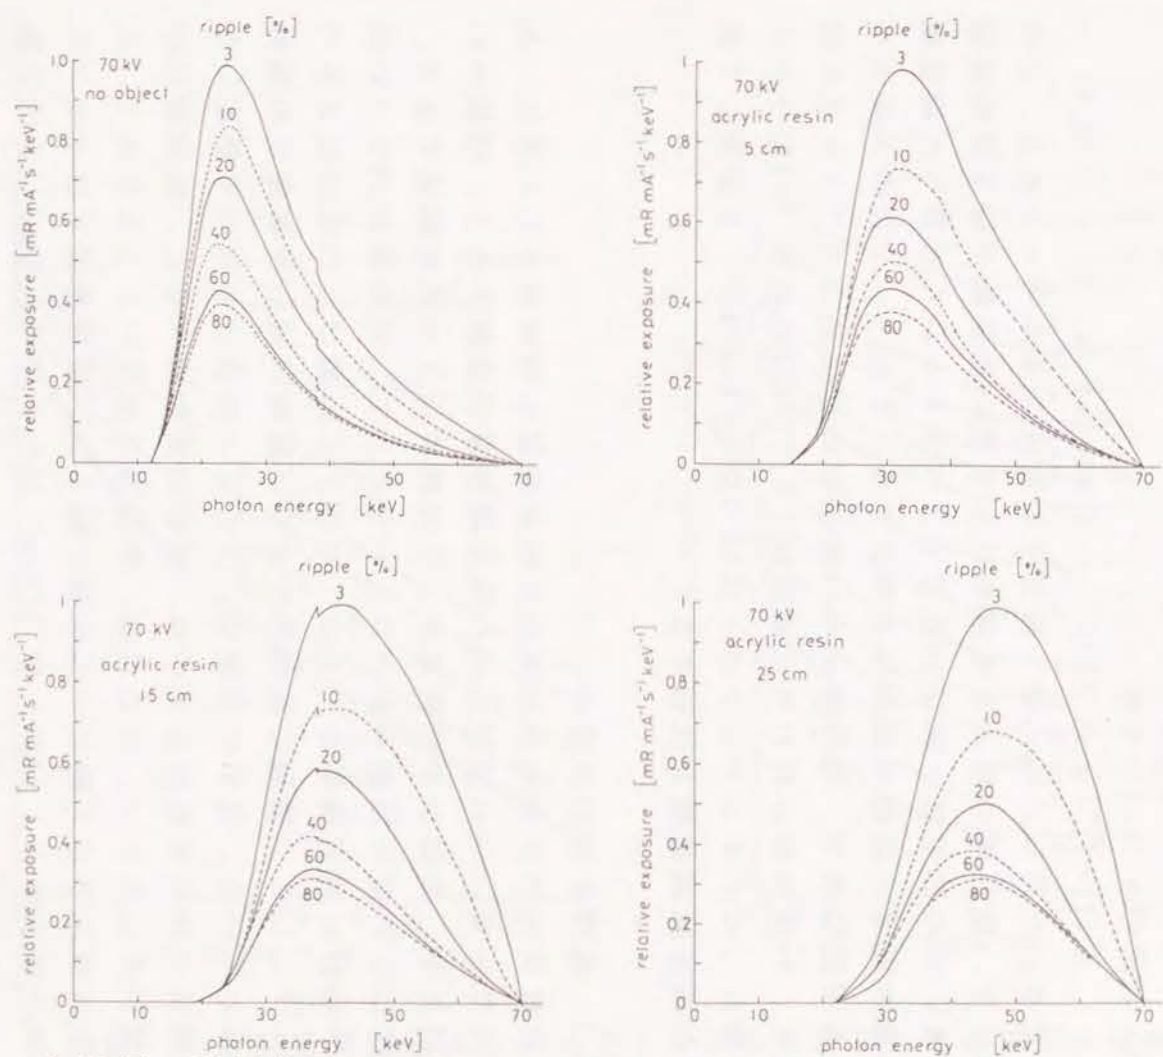 ripple [%]
70 kV
no object
3
10
20
40
60
80
1.0
0.8
0.6
0.4
0.2
0
relative exposure [mR mA⁻¹ s⁻¹ keV⁻¹]
0 10 30 50 70
photon energy [keV]
ripple [%]
70 kV
acrylic resin
5 cm
3
10
20
40
60
80
1
0.8
0.6
0.4
0.2
0
relative exposure [mR mA⁻¹ s⁻¹ keV⁻¹]
0 10 30 50 70
photon energy [keV]
ripple [%]
70 kV
acrylic resin
15 cm
3
10
20
40
60
80
1
0.8
0.6
0.4
0.2
0
relative exposure [mR mA⁻¹ s⁻¹ keV⁻¹]
0 10 30 50 70
photon energy [keV]
ripple [%]
70 kV
acrylic resin
25 cm
3
10
20
40
60
80
1
0.8
0.6
0.4
0.2
0
relative exposure [mR mA⁻¹ s⁻¹ keV⁻¹]
0 10 30 50 70
photon energy [keV]